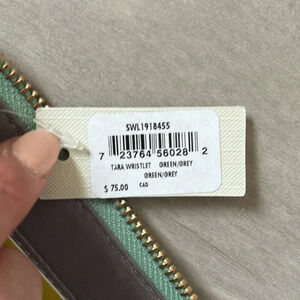 SWL1918455
7 23764 56028 2
TARA WRISTLET GREEN/GREY
GREEN/GREY
$ 75.00 CAD